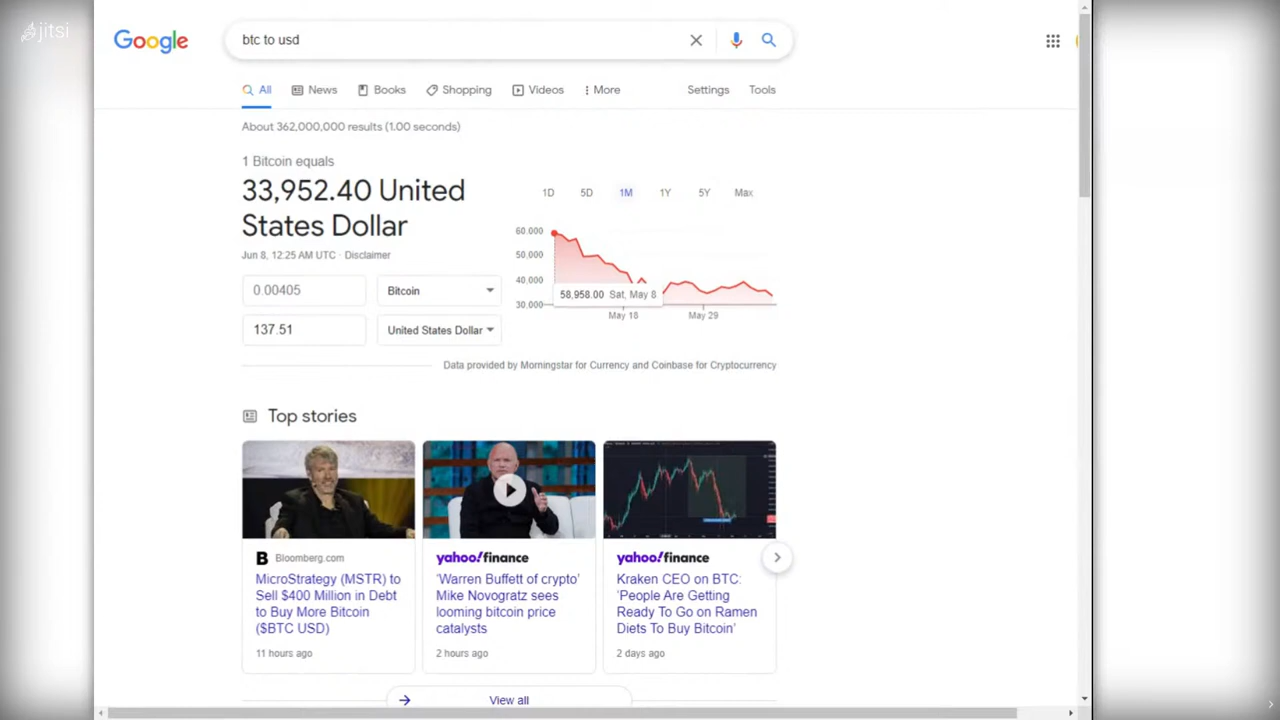 jitsi
Google
btc to usd
All News Books Shopping Videos More Settings Tools
About 362,000,000 results (1.00 seconds)
1 Bitcoin equals
33,952.40 United
States Dollar
Jun 8, 12:25 AM UTC · Disclaimer
0.00405 Bitcoin
137.51 United States Dollar
1D 5D 1M 1Y 5Y Max
60.000
50.000
40.000
30.000
58,958.00 Sat, May 8
May 18 May 29
Data provided by Morningstar for Currency and Coinbase for Cryptocurrency
Top stories
B Bloomberg.com
MicroStrategy (MSTR) to
Sell $400 Million in Debt
to Buy More Bitcoin
($BTC USD)
11 hours ago
yahoo!finance
'Warren Buffett of crypto'
Mike Novogratz sees
looming bitcoin price
catalysts
2 hours ago
yahoo!finance
Kraken CEO on BTC:
'People Are Getting
Ready To Go on Ramen
Diets To Buy Bitcoin'
2 days ago
View all